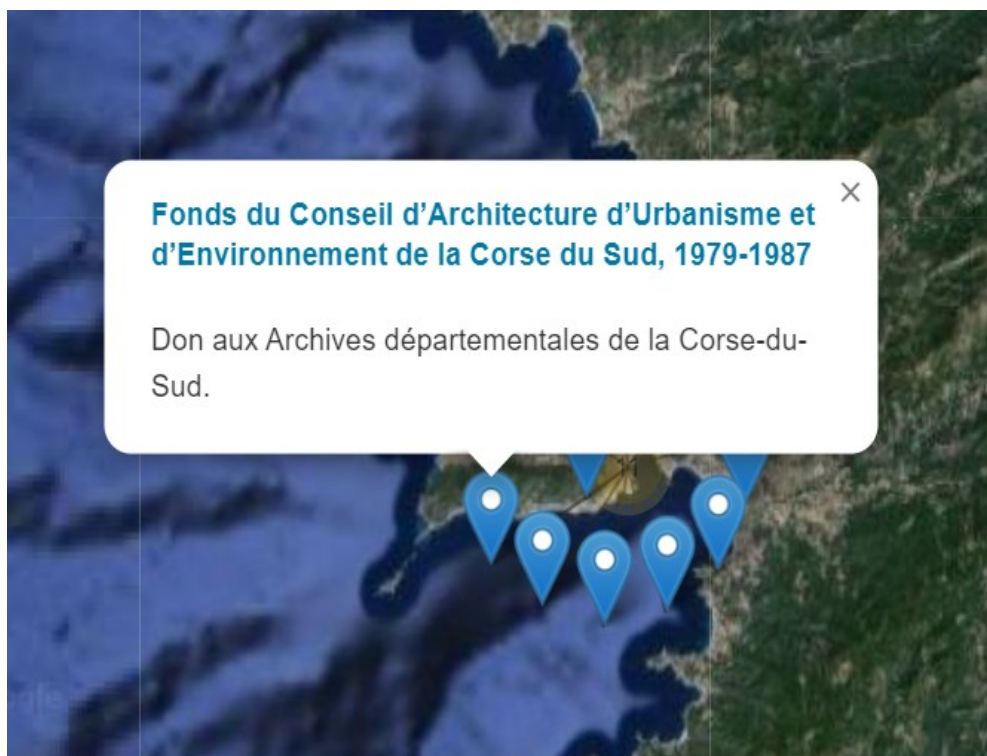 Fonds du Conseil d’Architecture d’Urbanisme et
d’Environnement de la Corse du Sud, 1979-1987
Don aux Archives départementales de la Corse-du-
Sud.